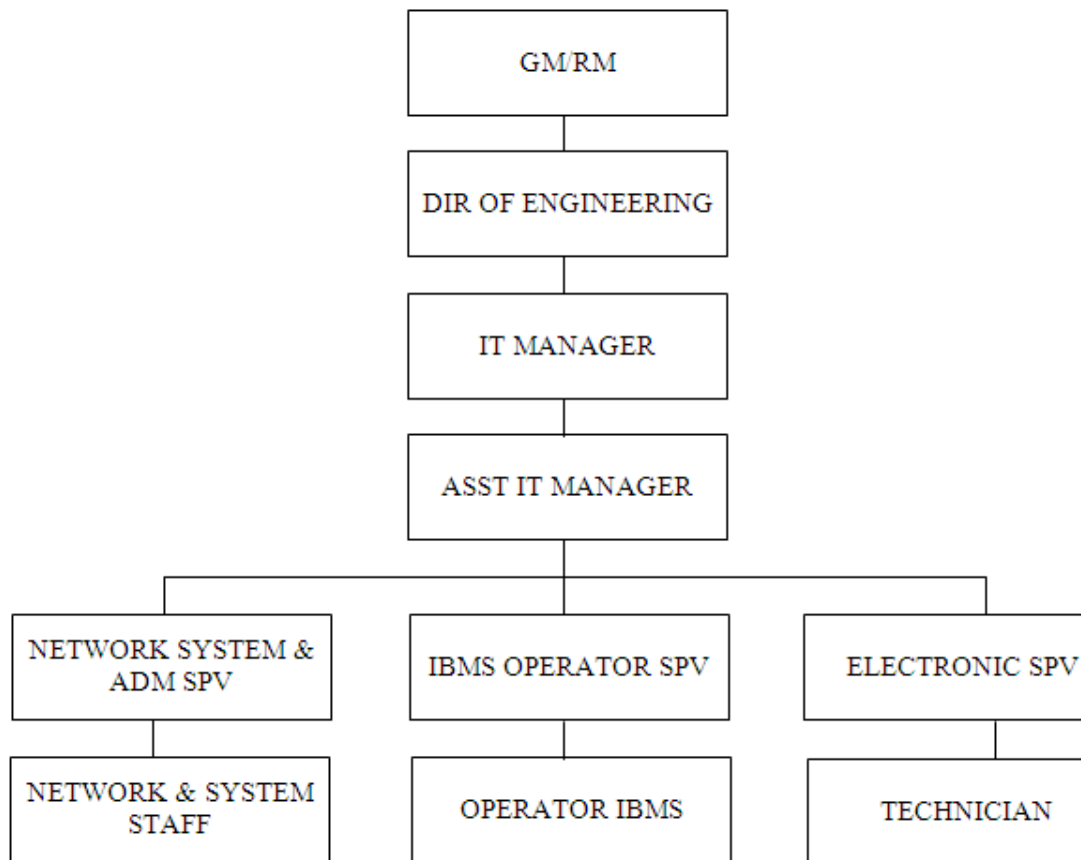 GM/RM
DIR OF ENGINEERING
IT MANAGER
ASST IT MANAGER
NETWORK SYSTEM &
ADM SPV
IBMS OPERATOR SPV
ELECTRONIC SPV
NETWORK & SYSTEM
STAFF
OPERATOR IBMS
TECHNICIAN